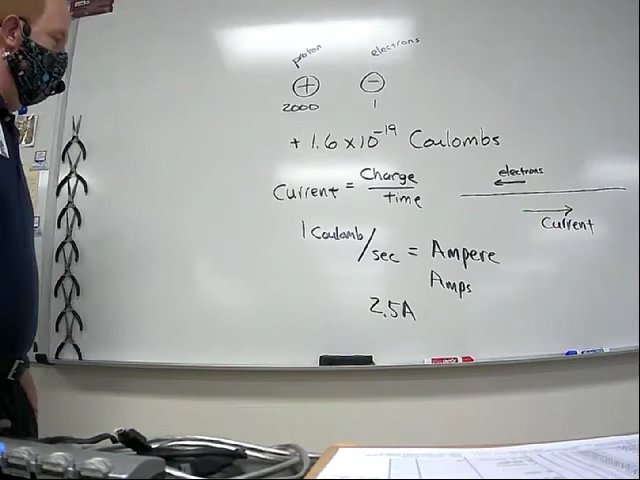 proton electrons
+ −
2000 1
+ 1.6 x 10^-19 Coulombs
Current = Charge / time
electrons
Current
1 Coulomb / sec = Ampere
Amps
2.5A